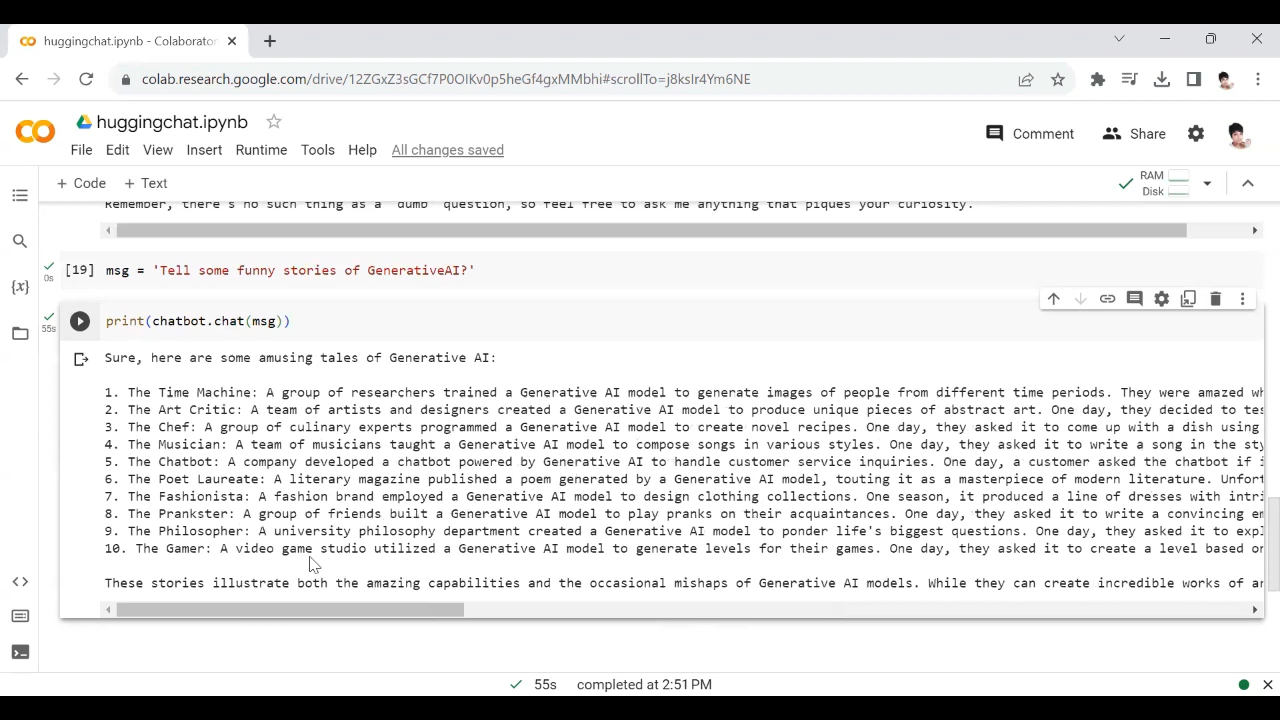 huggingchat.ipynb - Colaborator
colab.research.google.com/drive/12ZGxZ3sGCf7P0OIKv0p5heGf4gxMMbhi#scrollTo=j8kslr4Ym6NE
huggingchat.ipynb
Comment Share
File Edit View Insert Runtime Tools Help All changes saved
+ Code + Text
RAM
Disk
Remember, there's no such thing as a "dumb" question, so feel free to ask me anything that piques your curiosity.
[19] msg = 'Tell some funny stories of GenerativeAI?'
0s
print(chatbot.chat(msg))
55s
Sure, here are some amusing tales of Generative AI:
1. The Time Machine: A group of researchers trained a Generative AI model to generate images of people from different time periods. They were amazed wh
2. The Art Critic: A team of artists and designers created a Generative AI model to produce unique pieces of abstract art. One day, they decided to tes
3. The Chef: A group of culinary experts programmed a Generative AI model to create novel recipes. One day, they asked it to come up with a dish using
4. The Musician: A team of musicians taught a Generative AI model to compose songs in various styles. One day, they asked it to write a song in the sty
5. The Chatbot: A company developed a chatbot powered by Generative AI to handle customer service inquiries. One day, a customer asked the chatbot if i
6. The Poet Laureate: A literary magazine published a poem generated by a Generative AI model, touting it as a masterpiece of modern literature. Unfort
7. The Fashionista: A fashion brand employed a Generative AI model to design clothing collections. One season, it produced a line of dresses with intri
8. The Prankster: A group of friends built a Generative AI model to play pranks on their acquaintances. One day, they asked it to write a convincing em
9. The Philosopher: A university philosophy department created a Generative AI model to ponder life's biggest questions. One day, they asked it to expl
10. The Gamer: A video game studio utilized a Generative AI model to generate levels for their games. One day, they asked it to create a level based on
These stories illustrate both the amazing capabilities and the occasional mishaps of Generative AI models. While they can create incredible works of ar
55s completed at 2:51 PM